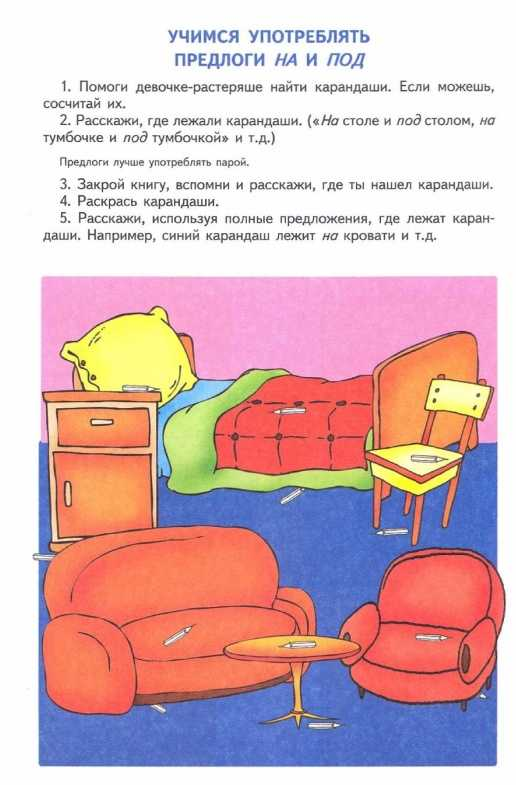 УЧИМСЯ УПОТРЕБЛЯТЬ
ПРЕДЛОГИ НА И ПОД
1. Помоги девочке-растеряше найти карандаши. Если можешь,
сосчитай их.
2. Расскажи, где лежали карандаши. («На столе и под столом, на
тумбочке и под тумбочкой» и т.д.)
Предлоги лучше употреблять парой.
3. Закрой книгу, вспомни и расскажи, где ты нашел карандаши.
4. Раскрась карандаши.
5. Расскажи, используя полные предложения, где лежат каран-
даши. Например, синий карандаш лежит на кровати и т.д.